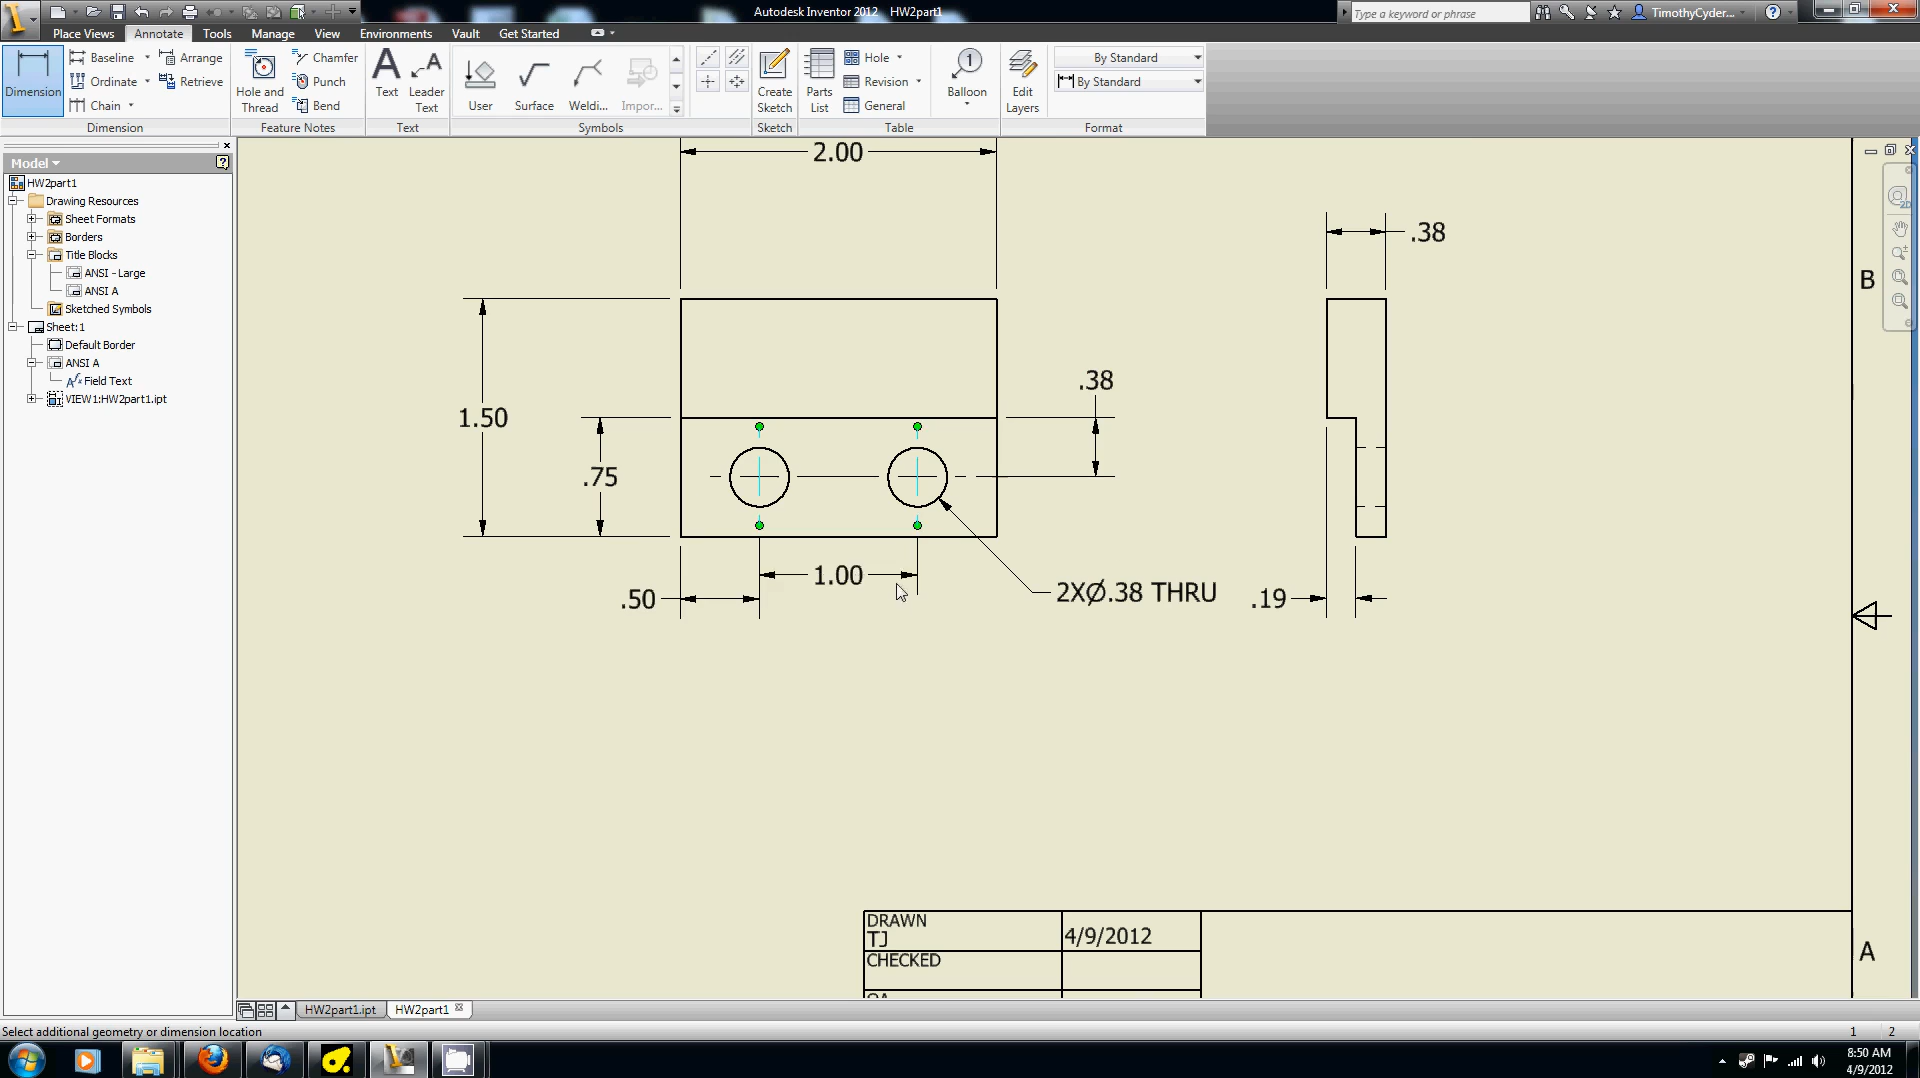 Autodesk Inventor 2012 HW2part1
Type a keyword or phrase
TimothyCyder...
Place Views Annotate Tools Manage View Environments Vault Get Started
Dimension
Baseline
Ordinate
Chain
Arrange
Retrieve
Dimension
Hole and Thread
Chamfer
Punch
Bend
Feature Notes
Text
Leader Text
Text
User
Surface
Weldi...
Impor...
Symbols
Create Sketch
Sketch
Parts List
Hole
Revision
General
Balloon
Table
Edit Layers
By Standard
By Standard
Format
Model
HW2part1
Drawing Resources
Sheet Formats
Borders
Title Blocks
ANSI - Large
ANSI A
Sketched Symbols
Sheet:1
Default Border
ANSI A
Field Text
VIEW1:HW2part1.ipt
2.00
.38
B
.38
1.50
.75
1.00
.50
2XØ.38 THRU
.19
DRAWN
TJ
4/9/2012
CHECKED
A
HW2part1.ipt HW2part1
Select additional geometry or dimension location
1 2
8:50 AM
4/9/2012